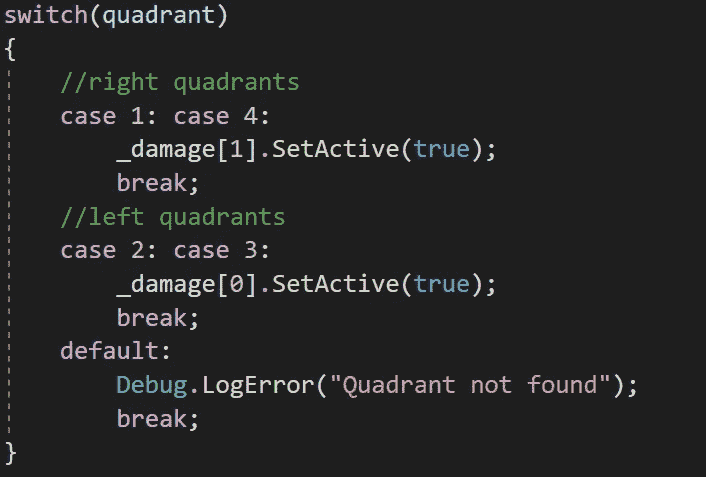 switch(quadrant)
{
    //right quadrants
    case 1: case 4:
        _damage[1].SetActive(true);
        break;
    //left quadrants
    case 2: case 3:
        _damage[0].SetActive(true);
        break;
    default:
        Debug.LogError("Quadrant not found");
        break;
}